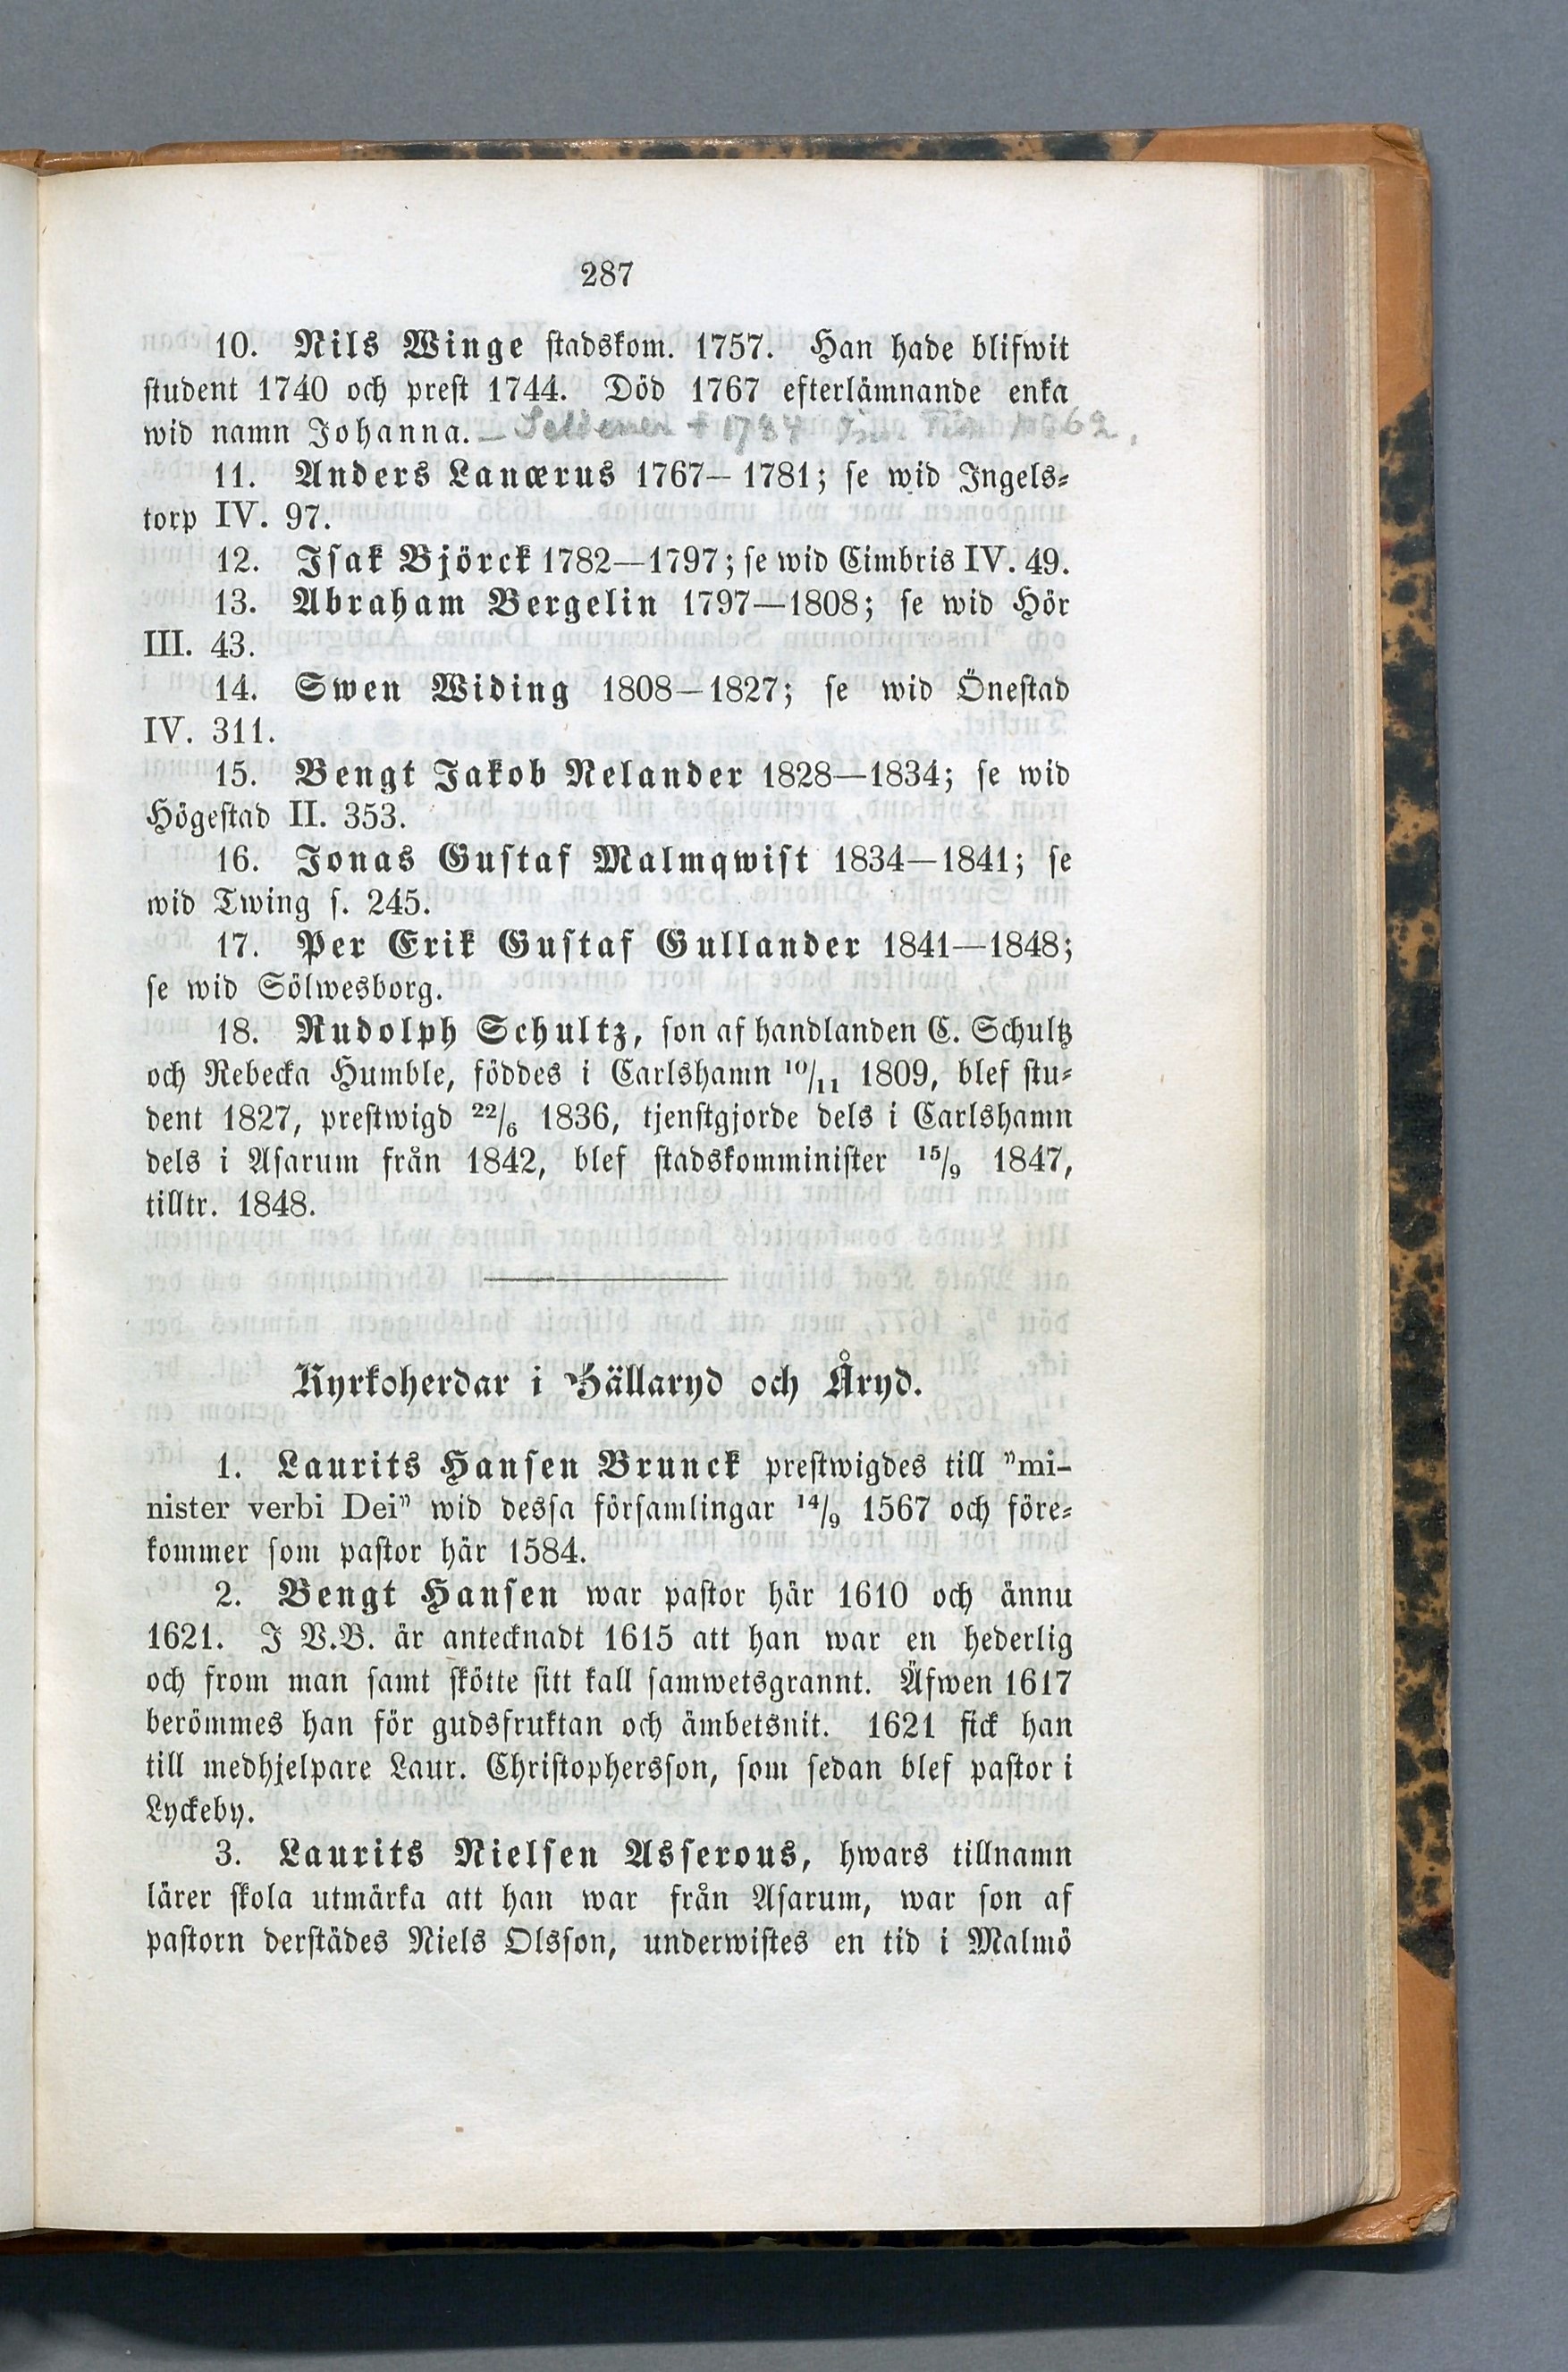 287
10. Nils Winge stadskom. 1757. Han hade blifwit
student 1740 och prest 1744. Död 1767 efterlämnande enka
wid namn Johanna. – † 1784
11. Anders Lanærus 1767–1781; se wid Ingels-
torp IV. 97.
12. Isak Björck 1782—1797; se wid Cimbris IV. 49.
13. Abraham Bergelin 1797—1808; se wid Hör
III. 43.
14. Swen Widing 1808–1827; se wid Önestad
IV. 311.
15. Bengt Jakob Nelander 1828—1834; se wid
Högestad II. 353.
16. Jonas Gustaf Malmqwist 1834—1841; se
wid Twing s. 245.
17. Per Erik Gustaf Gullander 1841—1848;
se wid Sölwesborg.
18. Rudolph Schultz, son af handlanden C. Schultz
och Rebecka Humble, föddes i Carlshamn 10/11 1809, blef stu-
dent 1827, prestwigd 22/6 1836, tjenstgjorde dels i Carlshamn
dels i Asarum från 1842, blef stadskomminister 15/9 1847,
tilltr. 1848.
Kyrkoherdar i Hällaryd och Åryd.
1. Laurits Hansen Brunck prestwigdes till ”mi-
nister verbi Dei” wid dessa församlingar 14/9 1567 och före-
kommer som pastor här 1584.
2. Bengt Hansen war pastor här 1610 och ännu
1621. I V.B. är antecknadt 1615 att han war en hederlig
och from man samt skötte sitt kall samwetsgrannt. Äfwen 1617
berömmes han för gudsfruktan och ämbetsnit. 1621 fick han
till medhjelpare Laur. Christophersson, som sedan blef pastor i
Lyckeby.
3. Laurits Nielsen Asserous, hwars tillnamn
lärer skola utmärka att han war från Asarum, war son af
pastorn derstädes Niels Olsson, underwistes en tid i Malmö